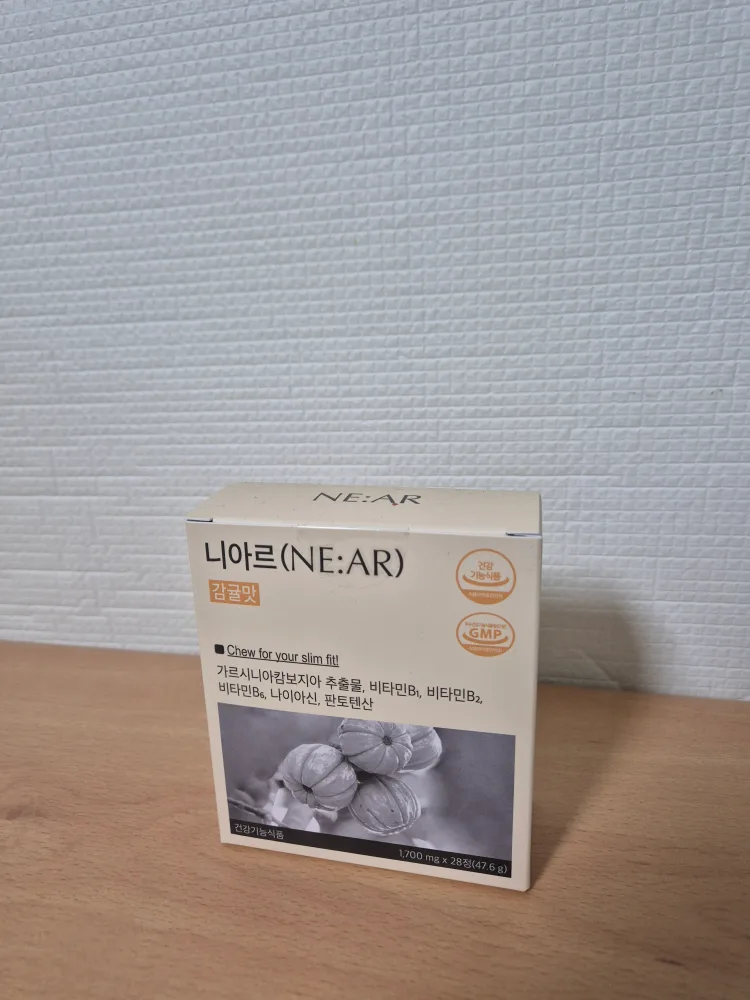 NE:AR
니아르(NE:AR)
감귤맛
건강
기능식품
GMP
Chew for your slim fit!
가르시니아캄보지아 추출물, 비타민B₁, 비타민B₂,
비타민B₆, 나이아신, 판토텐산
건강기능식품
1,700 mg x 28정(47.6 g)